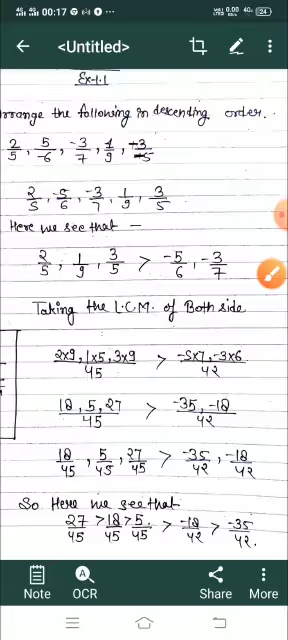 00:17
24
<Untitled>
Ex-1.1
Arrange the following in descending order.
2/5, 5/-6, -3/7, 1/9, -3/-5
2/5, -5/6, -3/7, 1/9, 3/5
Here we see that —
2/5, 1/9, 3/5 > -5/6, -3/7
Taking the L.C.M. of Both side
2x9, 1x5, 3x9/45 > -5x7, -3x6/42
18, 5, 27/45 > -35, -18/42
18/45, 5/45, 27/45 > -35/42, -18/42
So Here we see that
27/45 > 18/45 > 5/45 > -18/42 > -35/42.
Note OCR Share More